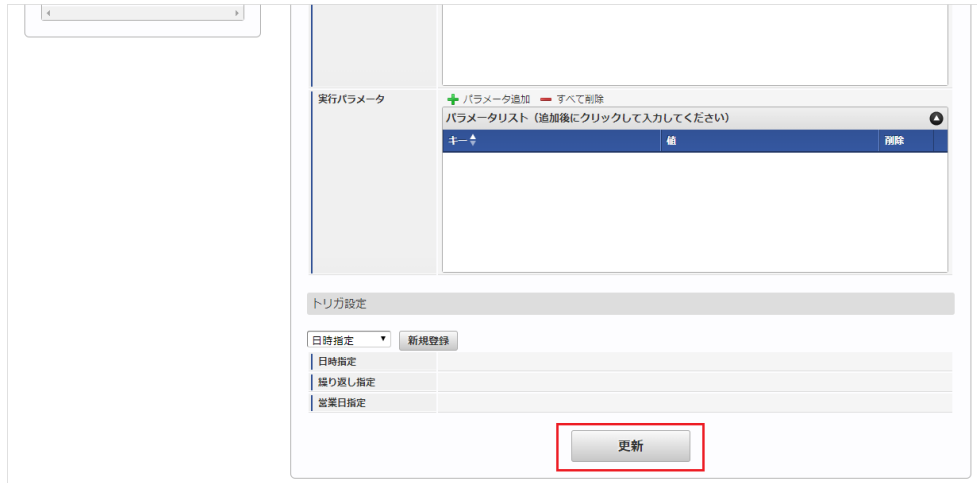 実行パラメータ
パラメータ追加 すべて削除
パラメータリスト（追加後にクリックして入力してください）
キー 値 削除
トリガ設定
日時指定 新規登録
日時指定
繰り返し指定
営業日指定
更新